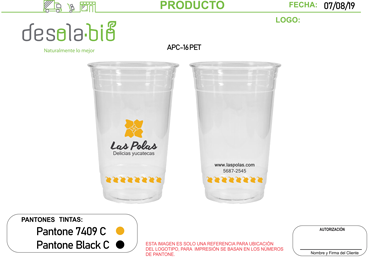 PRODUCTO
FECHA: 07/08/19
LOGO:
desola.bio
Naturalmente lo mejor
APC-16PET
Las Polas
Delicias yucatecas
www.laspolas.com
5687-2545
PANTONES TINTAS:
Pantone 7409 C
Pantone Black C
ESTA IMAGEN ES SOLO UNA REFERENCIA PARA UBICACIÓN
DEL LOGOTIPO, PARA IMPRESIÓN SE BASAN EN LOS NÚMEROS
DE PANTONE.
AUTORIZACIÓN
Nombre y Firma del Cliente